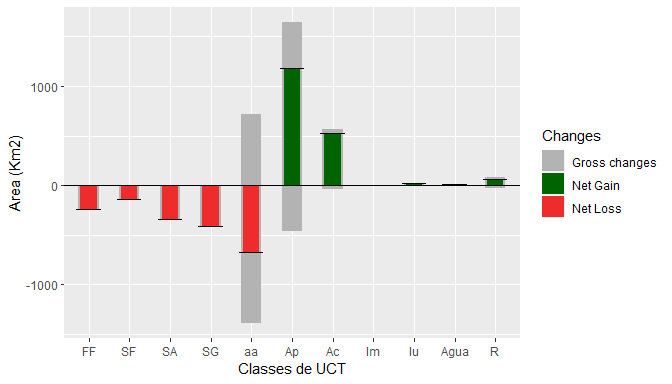 Area (Km2)
1000
0
-1000
FF SF SA SG aa Ap Ac Im Iu Agua R
Classes de UCT
Changes
Gross changes
Net Gain
Net Loss